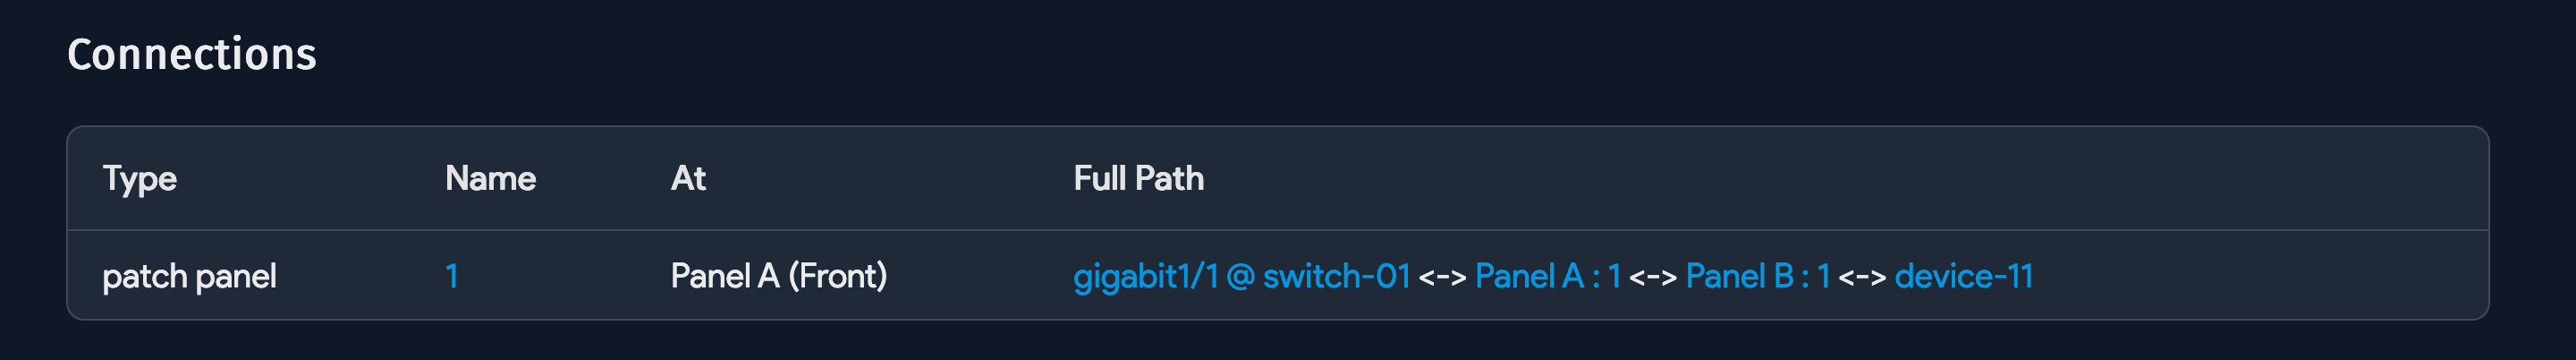 Connections
Type Name At Full Path
patch panel 1 Panel A (Front) gigabit1/1 @ switch-01 <-> Panel A : 1 <-> Panel B : 1 <-> device-11